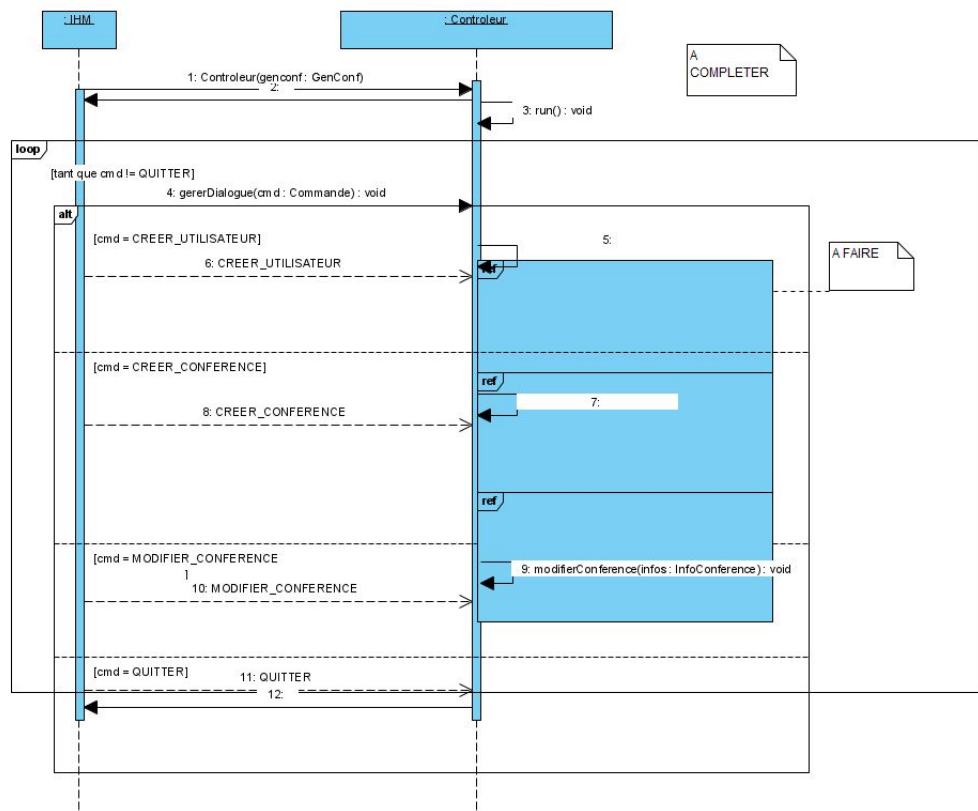 : IHM
: Controleur
A
COMPLETER
1: Controleur(genconf : GenConf)
2:
3: run() : void
loop
[tant que cmd != QUITTER]
4: gererDialogue(cmd : Commande) : void
alt
[cmd = CREER_UTILISATEUR]
5:
6: CREER_UTILISATEUR
ref
A FAIRE
[cmd = CREER_CONFERENCE]
ref
7:
8: CREER_CONFERENCE
ref
[cmd = MODIFIER_CONFERENCE
]
9: modifierConference(infos : InfoConference) : void
10: MODIFIER_CONFERENCE
[cmd = QUITTER]
11: QUITTER
12: